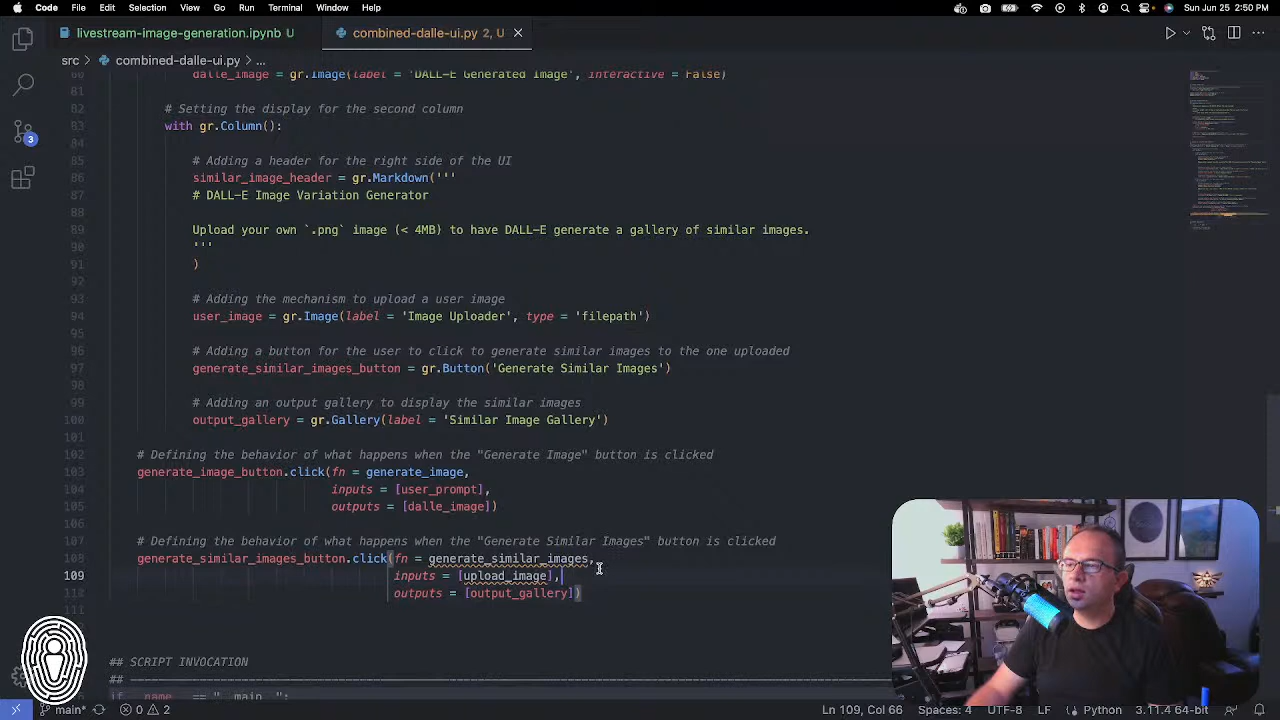 Code File Edit Selection View Go Run Terminal Window Help Sun Jun 25 2:50 PM
livestream-image-generation.ipynb combined-dalle-ui.py 2, U
src > combined-dalle-ui.py > ...
80 dalle_image = gr.Image(label = 'DALL-E Generated Image', interactive = False)
81
82 # Setting the display for the second column
83 with gr.Column():
84
85 # Adding a header for the right side of the UI
86 similar_image_header = gr.Markdown('''
87 # DALL-E Image Variation Generator
88
89 Upload your own `.png` image (< 4MB) to have DALL-E generate a gallery of similar images.
90 '''
91 )
92
93 # Adding the mechanism to upload a user image
94 user_image = gr.Image(label = 'Image Uploader', type = 'filepath')
95
96 # Adding a button for the user to click to generate similar images to the one uploaded
97 generate_similar_images_button = gr.Button('Generate Similar Images')
98
99 # Adding an output gallery to display the similar images
100 output_gallery = gr.Gallery(label = 'Similar Image Gallery')
101
102 # Defining the behavior of what happens when the "Generate Image" button is clicked
103 generate_image_button.click(fn = generate_image,
104 inputs = [user_prompt],
105 outputs = [dalle_image])
106
107 # Defining the behavior of what happens when the "Generate Similar Images" button is clicked
108 generate_similar_images_button.click(fn = generate_similar_images,
109 inputs = [upload_image],
110 outputs = [output_gallery])
111
112
## SCRIPT INVOCATION
if __name__ == "__main__":
main* 0 2 Ln 109, Col 66 Spaces: 4 UTF-8 LF Python 3.11.4 64-bit
3